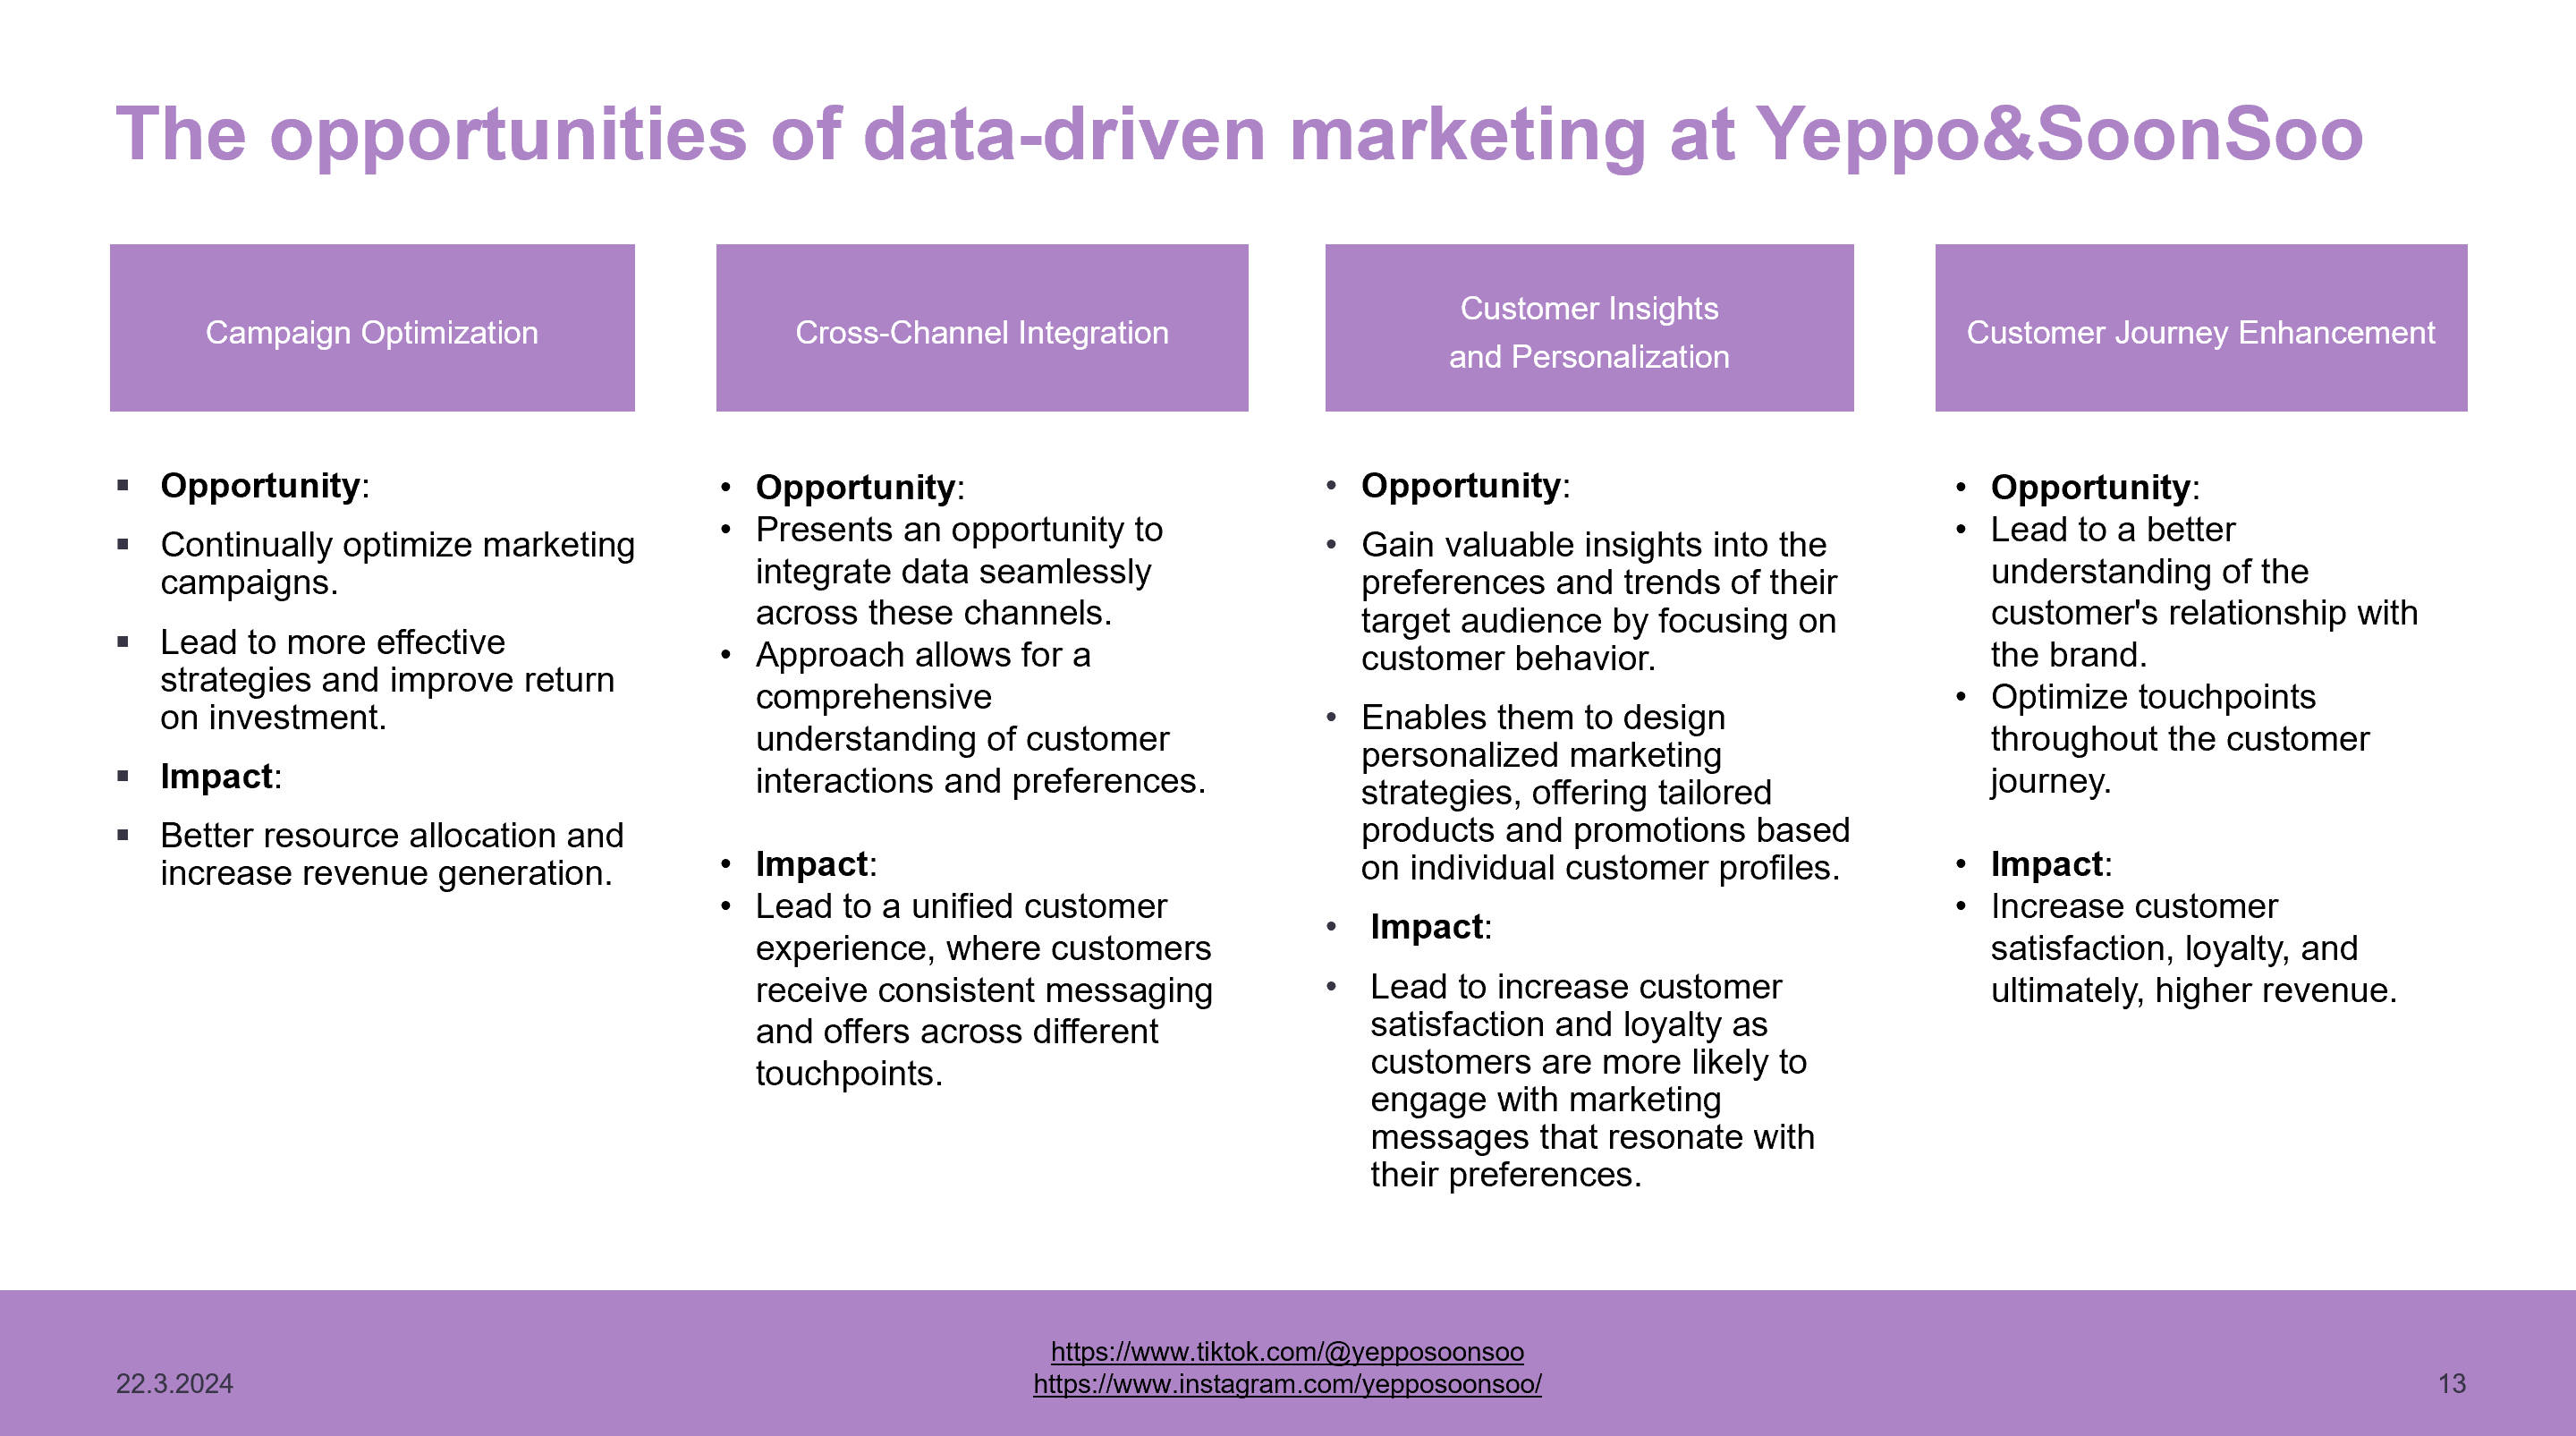 The opportunities of data-driven marketing at Yeppo&SoonSoo
Campaign Optimization
▪ Opportunity:
▪ Continually optimize marketing
campaigns.
▪ Lead to more effective
strategies and improve return
on investment.
▪ Impact:
▪ Better resource allocation and
increase revenue generation.
Cross-Channel Integration
• Opportunity:
• Presents an opportunity to
integrate data seamlessly
across these channels.
• Approach allows for a
comprehensive
understanding of customer
interactions and preferences.
• Impact:
• Lead to a unified customer
experience, where customers
receive consistent messaging
and offers across different
touchpoints.
Customer Insights
and Personalization
• Opportunity:
• Gain valuable insights into the
preferences and trends of their
target audience by focusing on
customer behavior.
• Enables them to design
personalized marketing
strategies, offering tailored
products and promotions based
on individual customer profiles.
• Impact:
• Lead to increase customer
satisfaction and loyalty as
customers are more likely to
engage with marketing
messages that resonate with
their preferences.
Customer Journey Enhancement
• Opportunity:
• Lead to a better
understanding of the
customer's relationship with
the brand.
• Optimize touchpoints
throughout the customer
journey.
• Impact:
• Increase customer
satisfaction, loyalty, and
ultimately, higher revenue.
22.3.2024
https://www.tiktok.com/@yepposoonsoo
https://www.instagram.com/yepposoonsoo/
13